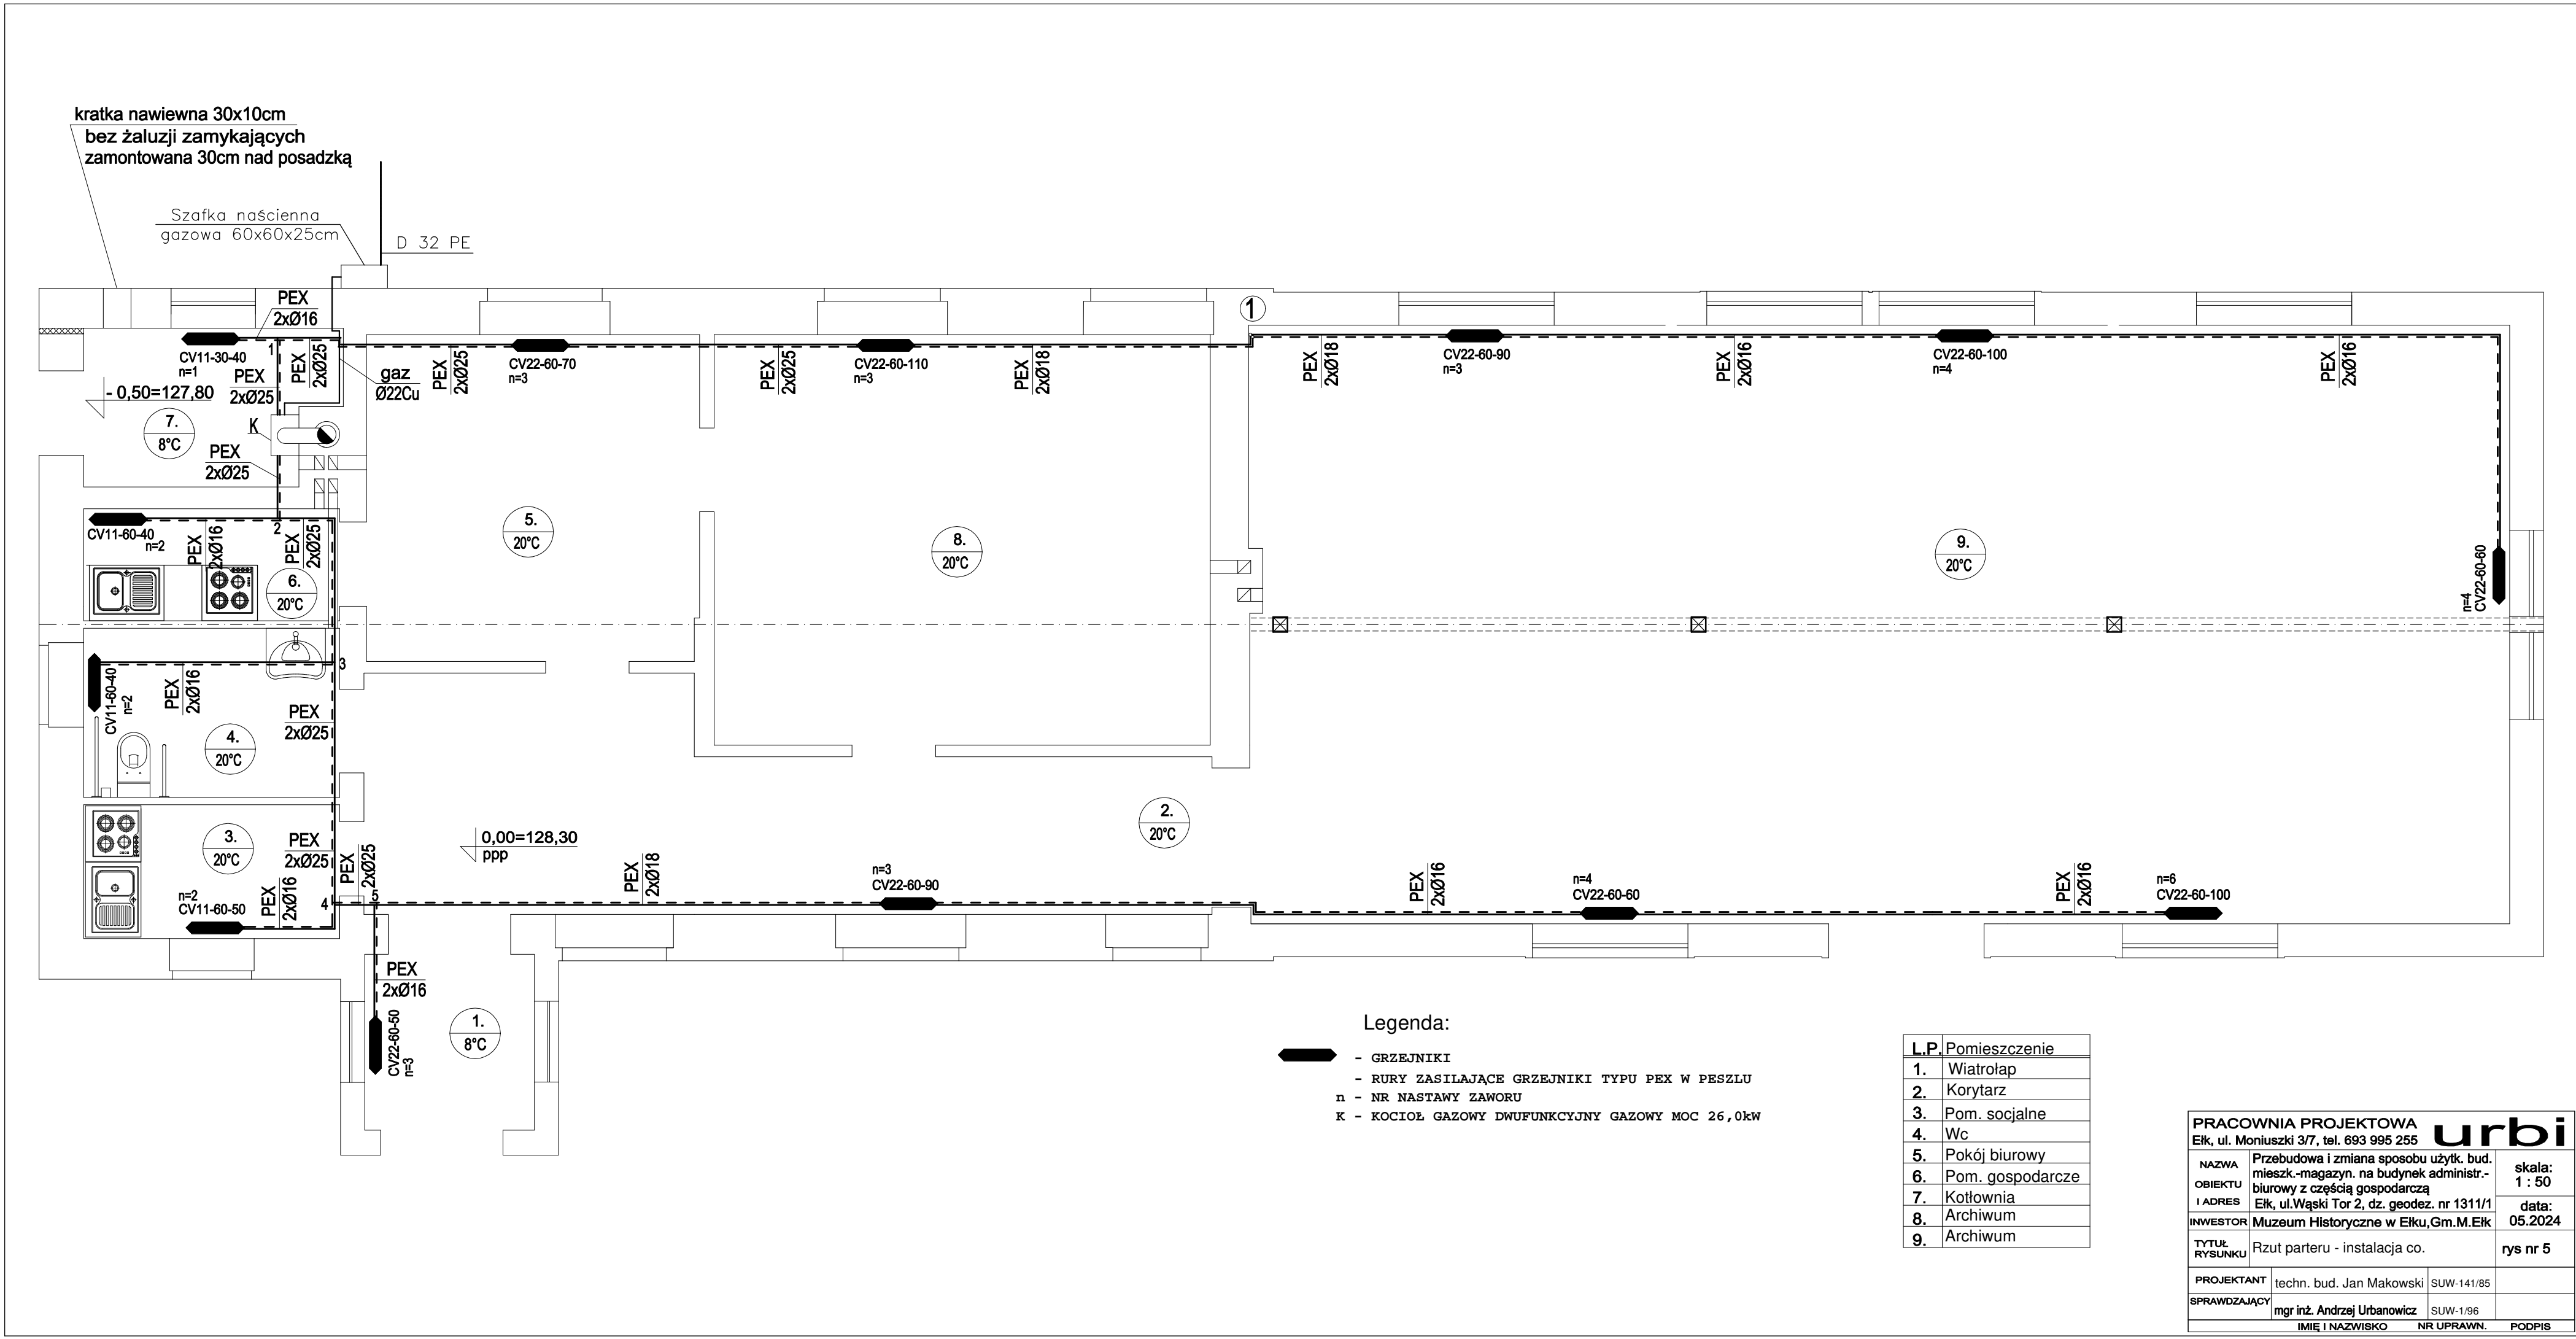 kratka nawiewna 30x10cm
bez żaluzji zamykających
zamontowana 30cm nad posadzką
Szafka naścienna
gazowa 60x60x25cm
D 32 PE
PEX
2xØ16
1
CV11-30-40
n=1
1
PEX
2xØ25
PEX
2xØ25
gaz
Ø22Cu
- 0,50=127,80
7.
8°C
K
PEX
2xØ25
PEX
2xØ25
CV22-60-70
n=3
PEX
2xØ25
CV22-60-110
n=3
PEX
2xØ18
PEX
2xØ18
CV22-60-90
n=3
PEX
2xØ16
CV22-60-100
n=4
PEX
2xØ16
CV11-60-40
n=2
PEX
2xØ16
2
PEX
2xØ25
6.
20°C
5.
20°C
8.
20°C
9.
20°C
n=4
CV22-60-60
3
CV11-60-40
n=2
PEX
2xØ16
PEX
2xØ25
4.
20°C
3.
20°C
PEX
2xØ25
PEX
2xØ25
n=2
CV11-60-50
PEX
2xØ16
4
5
0,00=128,30
ppp
2.
20°C
PEX
2xØ18
n=3
CV22-60-90
PEX
2xØ16
n=4
CV22-60-60
PEX
2xØ16
n=6
CV22-60-100
PEX
2xØ16
CV22-60-50
n=3
1.
8°C
Legenda:
- GRZEJNIKI
- RURY ZASILAJĄCE GRZEJNIKI TYPU PEX W PESZLU
n - NR NASTAWY ZAWORU
K - KOCIOŁ GAZOWY DWUFUNKCYJNY GAZOWY MOC 26,0kW
L.P. Pomieszczenie
1. Wiatrołap
2. Korytarz
3. Pom. socjalne
4. Wc
5. Pokój biurowy
6. Pom. gospodarcze
7. Kotłownia
8. Archiwum
9. Archiwum
PRACOWNIA PROJEKTOWA urbi
Ełk, ul. Moniuszki 3/7, tel. 693 995 255
NAZWA OBIEKTU I ADRES
Przebudowa i zmiana sposobu użytk. bud.
mieszk.-magazyn. na budynek administr.-
biurowy z częścią gospodarczą
Ełk, ul.Wąski Tor 2, dz. geodez. nr 1311/1
skala:
1 : 50
data:
05.2024
INWESTOR Muzeum Historyczne w Ełku,Gm.M.Ełk
TYTUŁ RYSUNKU Rzut parteru - instalacja co. rys nr 5
PROJEKTANT techn. bud. Jan Makowski SUW-141/85
SPRAWDZAJĄCY mgr inż. Andrzej Urbanowicz SUW-1/96
IMIĘ I NAZWISKO NR UPRAWN. PODPIS